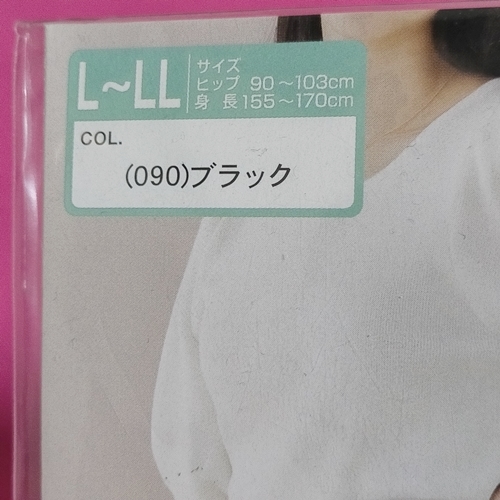 L～LL
サイズ
ヒップ 90～103cm
身長 155～170cm
COL.
(090)ブラック